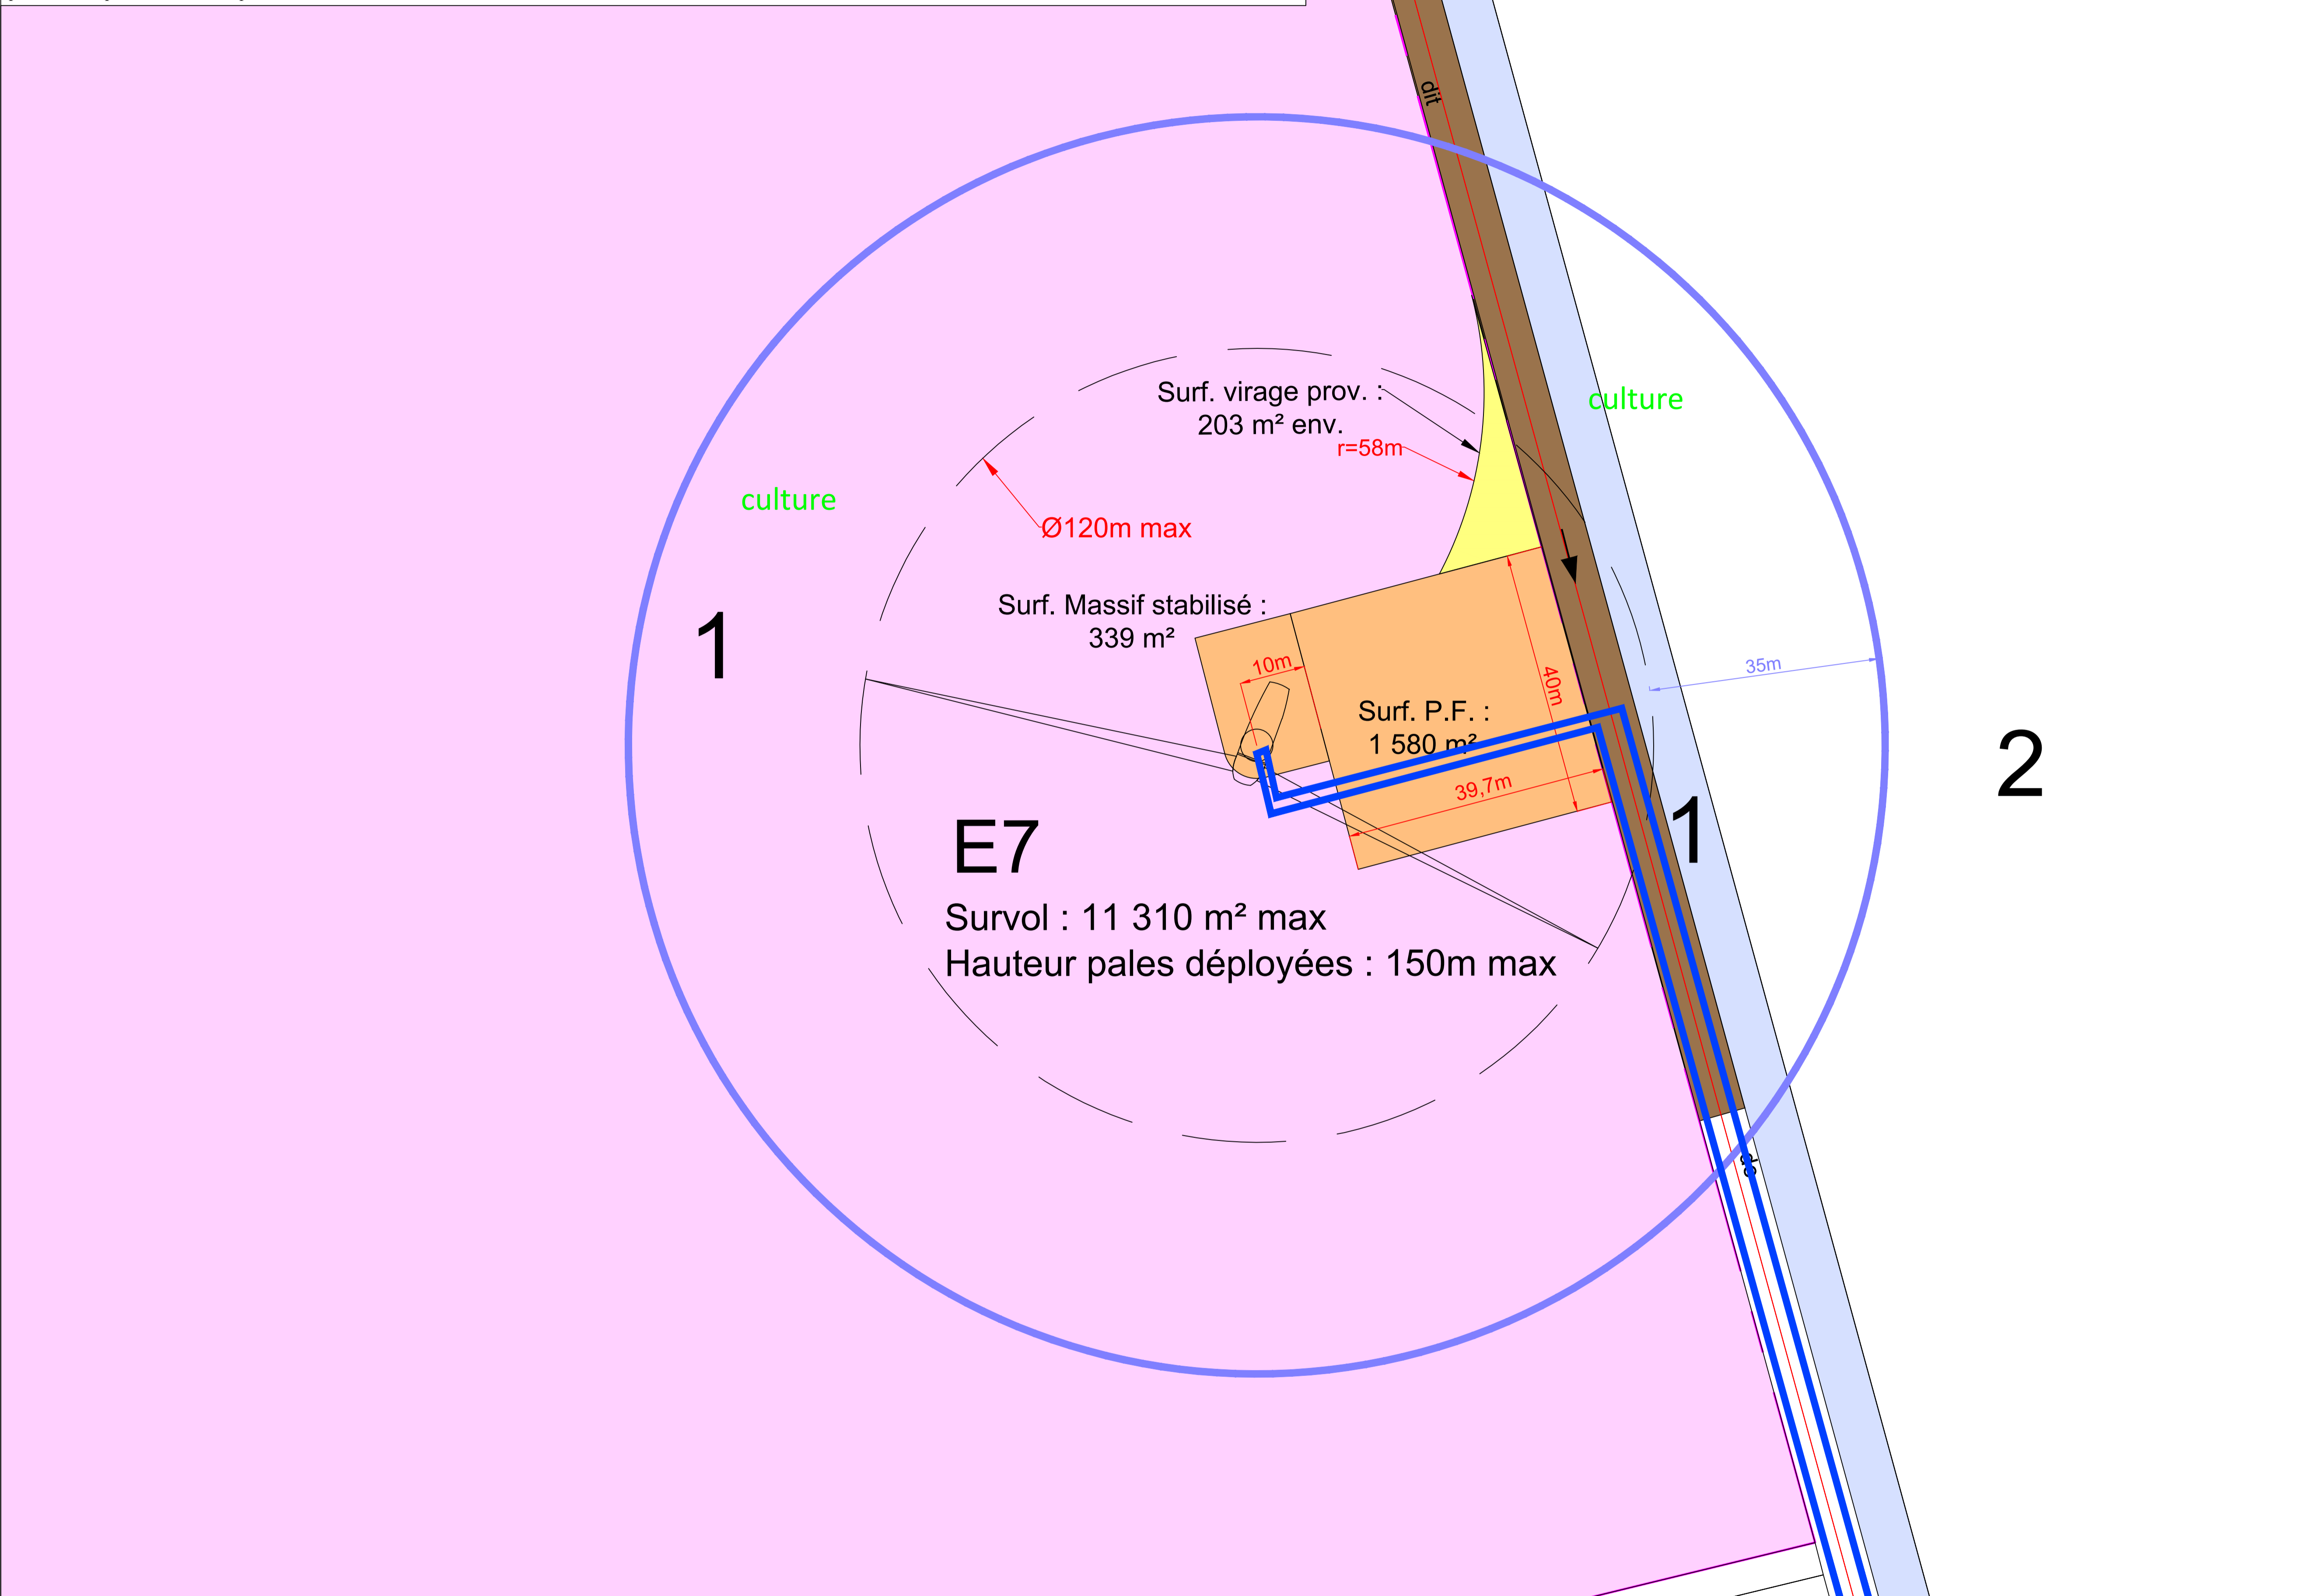 dit
Surf. virage prov. :
203 m² env.
culture
r=58m
culture
Ø120m max
Surf. Massif stabilisé :
339 m²
1
10m
40m
35m
Surf. P.F. :
1 580 m²
2
39,7m
1
E7
Survol : 11 310 m² max
Hauteur pales déployées : 150m max
de